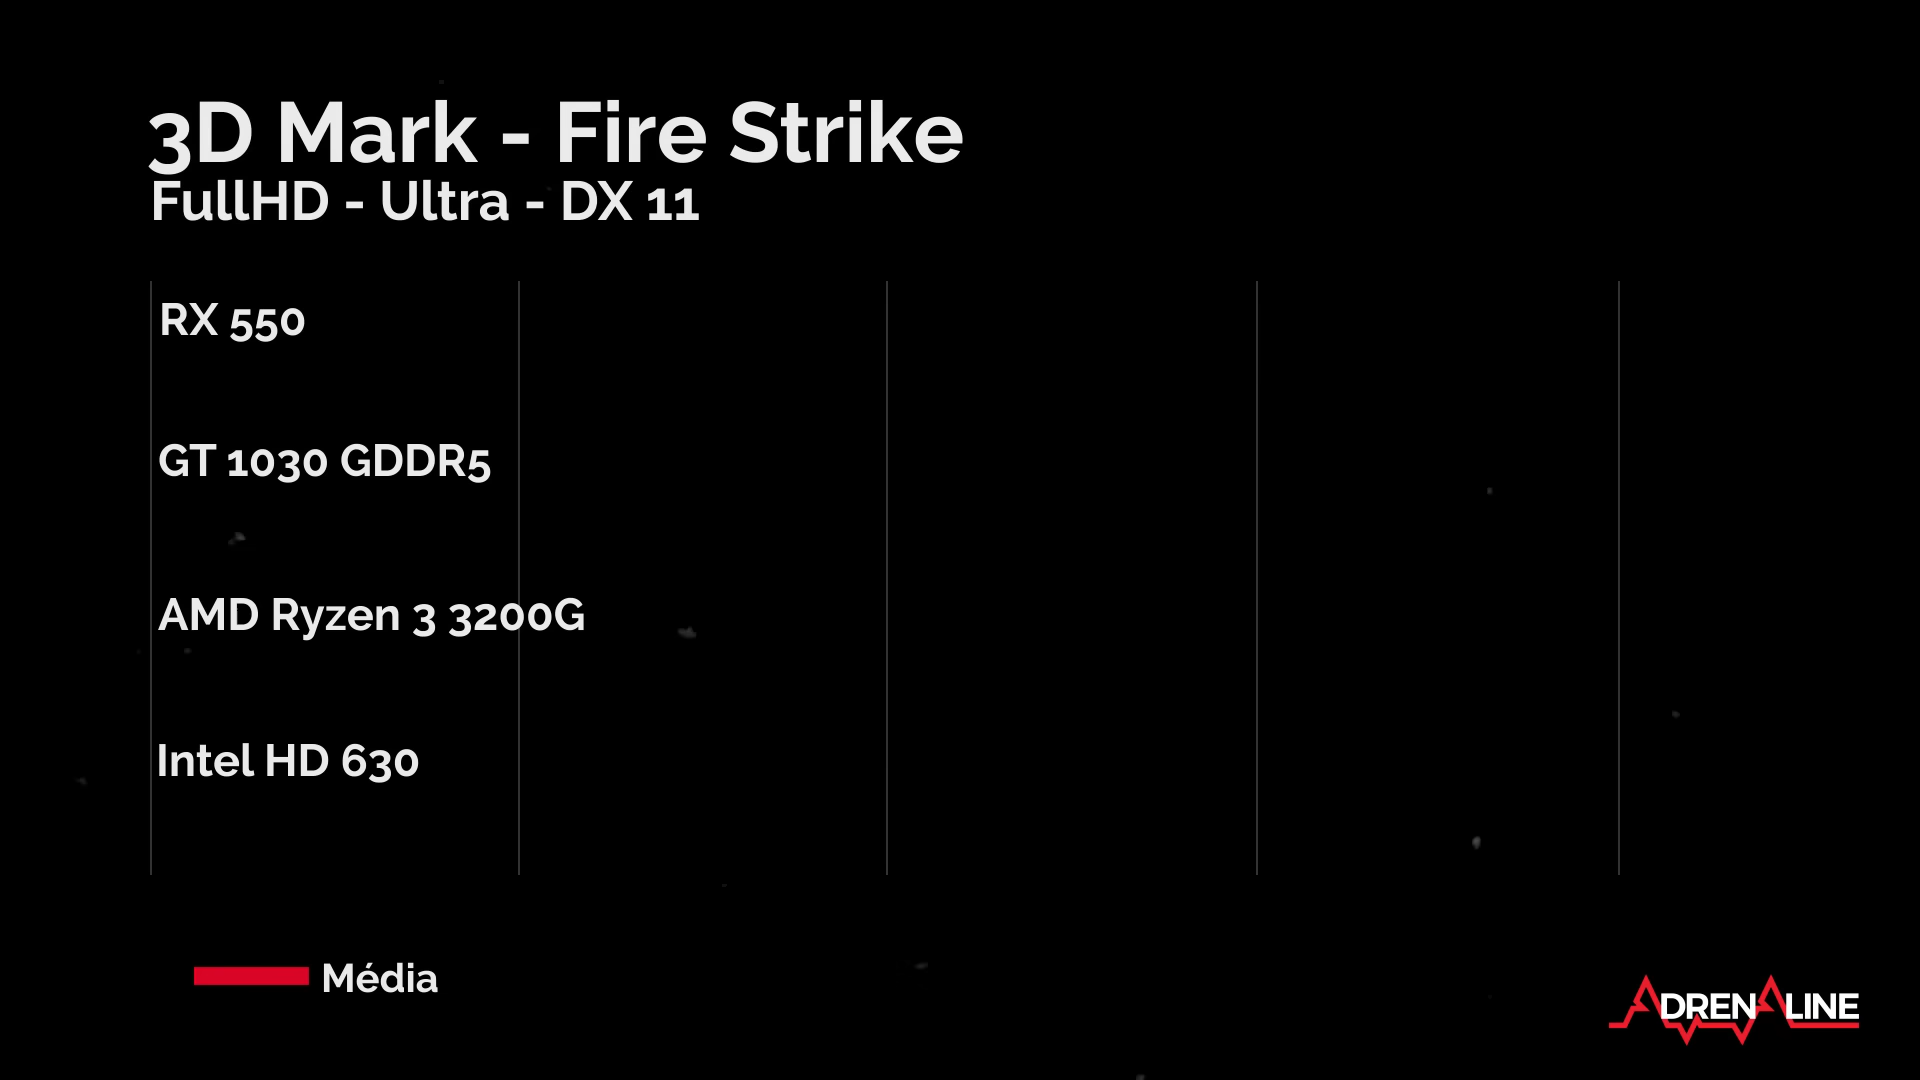 3D Mark - Fire Strike
FullHD - Ultra - DX 11
RX 550
GT 1030 GDDR5
AMD Ryzen 3 3200G
Intel HD 630
Média
ADRENALINE